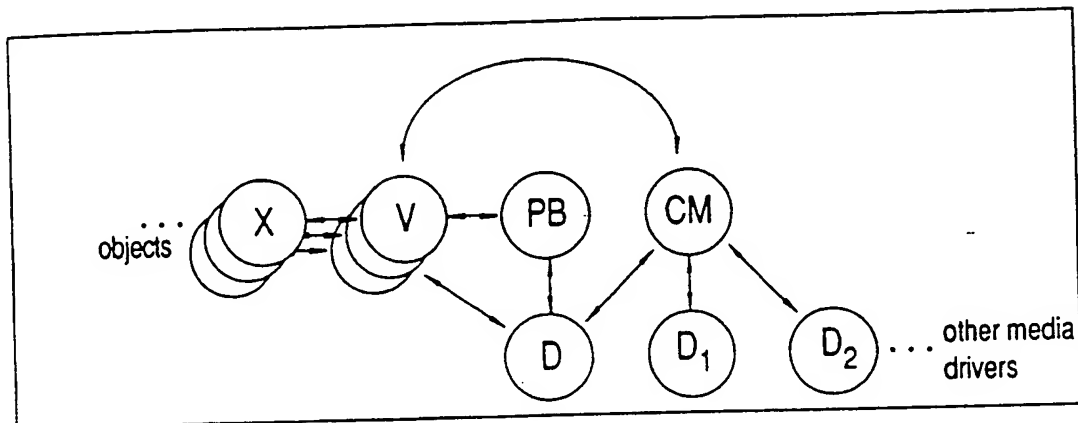 X
V
PB
CM
. . .
objects
D
D₁
D₂
. . . other media
drivers